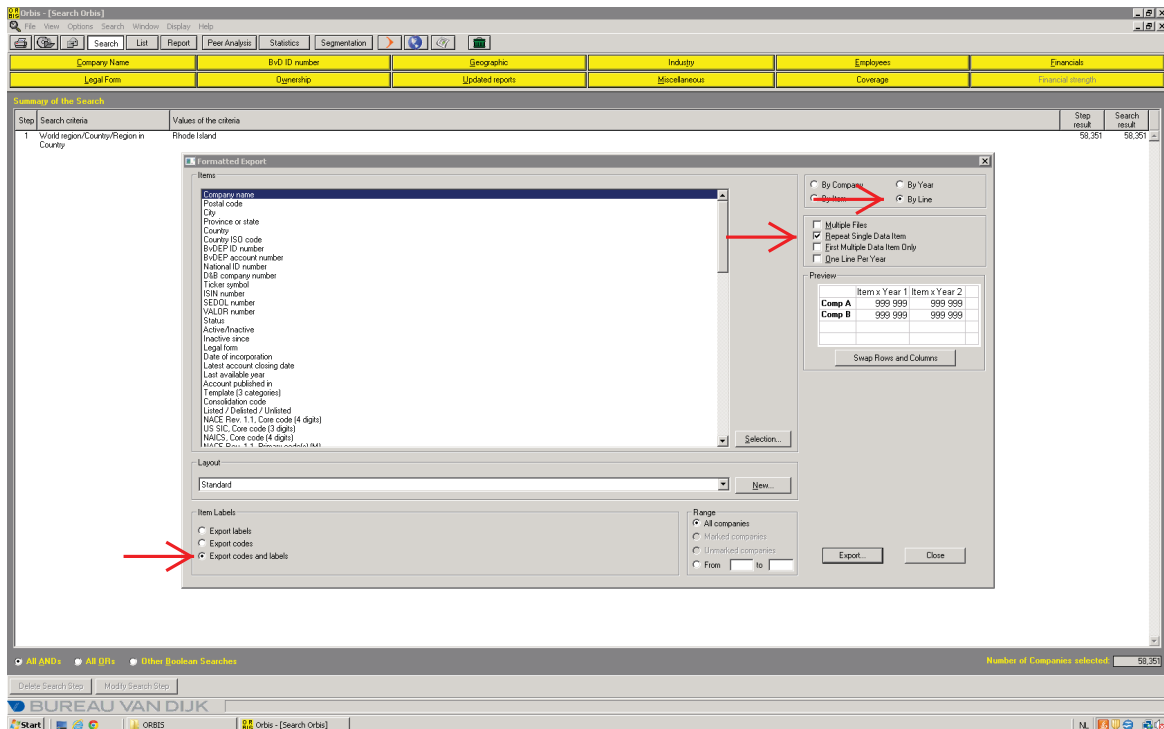 ORBIS Orbis - [Search Orbis]
File View Options Search Window Display Help
Search List Report Peer Analysis Statistics Segmentation
Company Name BvD ID number Geographic Industry Employees Financials
Legal Form Ownership Updated reports Miscellaneous Coverage Financial strength
Summary of the Search
Step Search criteria Values of the criteria Step result Search result
1 World region/Country/Region in Country Rhode Island 58,351 58,351
Formatted Export
Items
Company name
Postal code
City
Province or state
Country
Country ISO code
BvDEP ID number
BvDEP account number
National ID number
D&B company number
Ticker symbol
ISIN number
SEDOL number
VALOR number
Status
Active/Inactive
Inactive since
Legal form
Date of incorporation
Latest account closing date
Last available year
Account published in
Template (3 categories)
Consolidation code
Listed / Delisted / Unlisted
NACE Rev. 1.1, Core code (4 digits)
US SIC, Core code (3 digits)
NAICS, Core code (4 digits)
NACE Rev. 1.1, Primary code(s) (M)
Selection...
By Company By Year
By Item By Line
Multiple Files
Repeat Single Data Item
First Multiple Data Item Only
One Line Per Year
Preview
Item x Year 1 Item x Year 2
Comp A 999 999 999 999
Comp B 999 999 999 999
Swap Rows and Columns
Layout
Standard New...
Item Labels
Export labels
Export codes
Export codes and labels
Range
All companies
Marked companies
Unmarked companies
From to
Export... Close
All ANDs All ORs Other Boolean Searches Number of Companies selected: 58,351
Delete Search Step Modify Search Step
BUREAU VAN DIJK
Start ORBIS ORBIS Orbis - [Search Orbis] NL